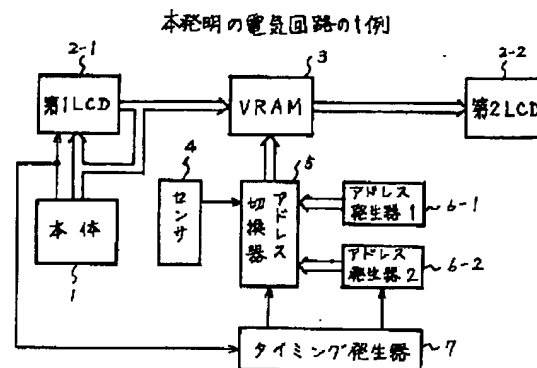 本発明の電気回路の1例
2-1
3
2-2
第1LCD
VRAM
第2LCD
4
5
センサ
アドレス
切換器
アドレス
発生器1
6-1
本体
1
アドレス
発生器2
6-2
タイミング発生器
7